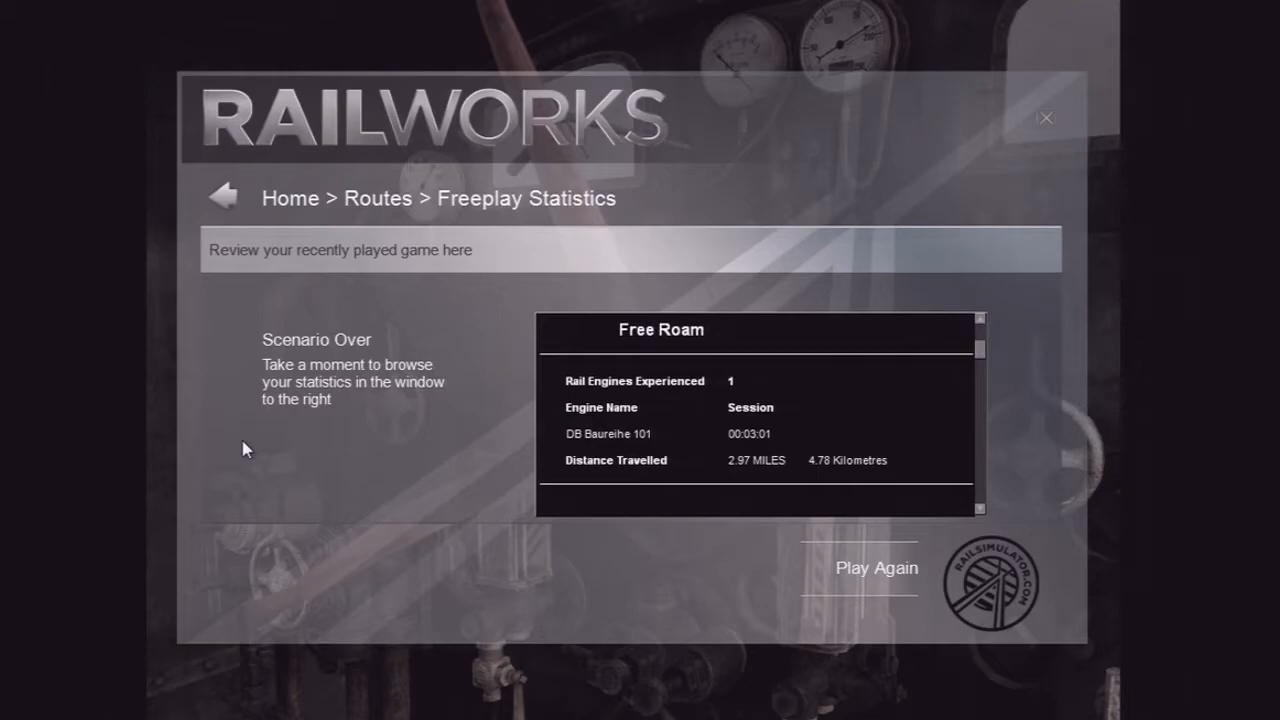 RAILWORKS
Home > Routes > Freeplay Statistics
Review your recently played game here
Scenario Over
Take a moment to browse
your statistics in the window
to the right
Free Roam
Rail Engines Experienced 1
Engine Name Session
DB Baureihe 101 00:03:01
Distance Travelled 2.97 MILES 4.78 Kilometres
Play Again
RAILSIMULATOR.COM